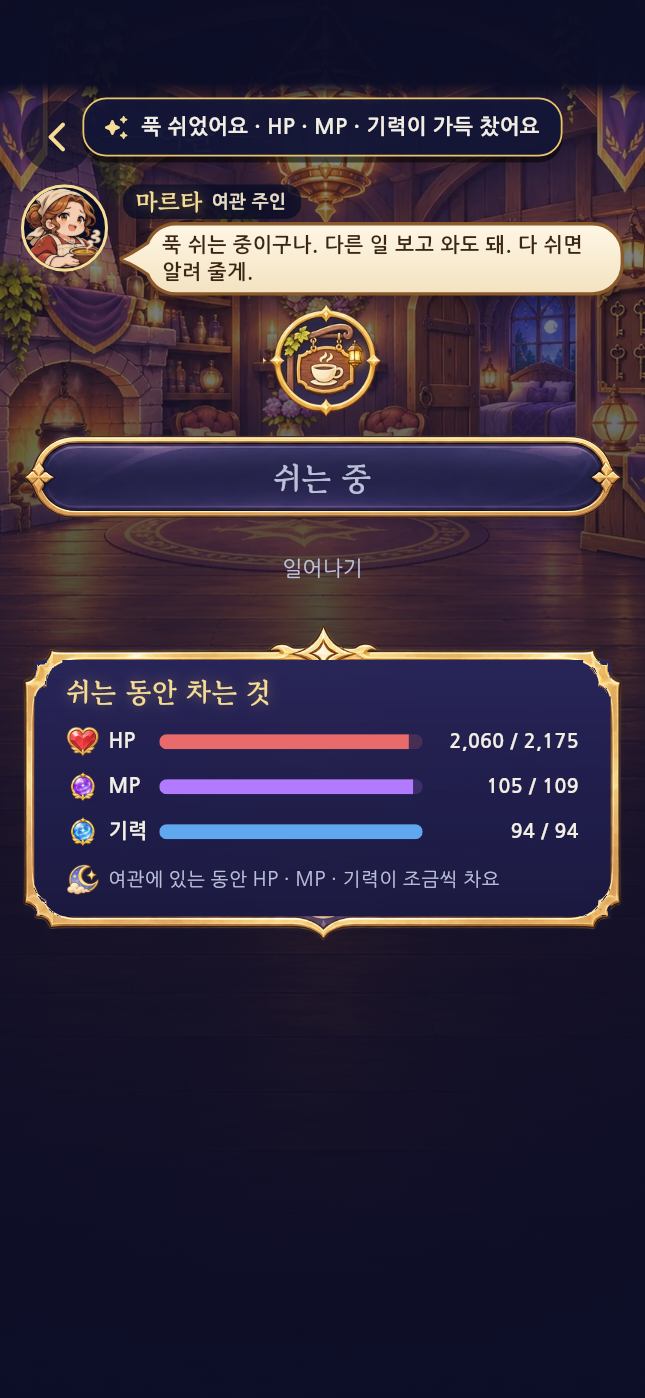 푹 쉬었어요 · HP · MP · 기력이 가득 찼어요
마르타 여관 주인
푹 쉬는 중이구나. 다른 일 보고 와도 돼. 다 쉬면
알려 줄게.
쉬는 중
일어나기
쉬는 동안 차는 것
HP 2,060 / 2,175
MP 105 / 109
기력 94 / 94
여관에 있는 동안 HP · MP · 기력이 조금씩 차요